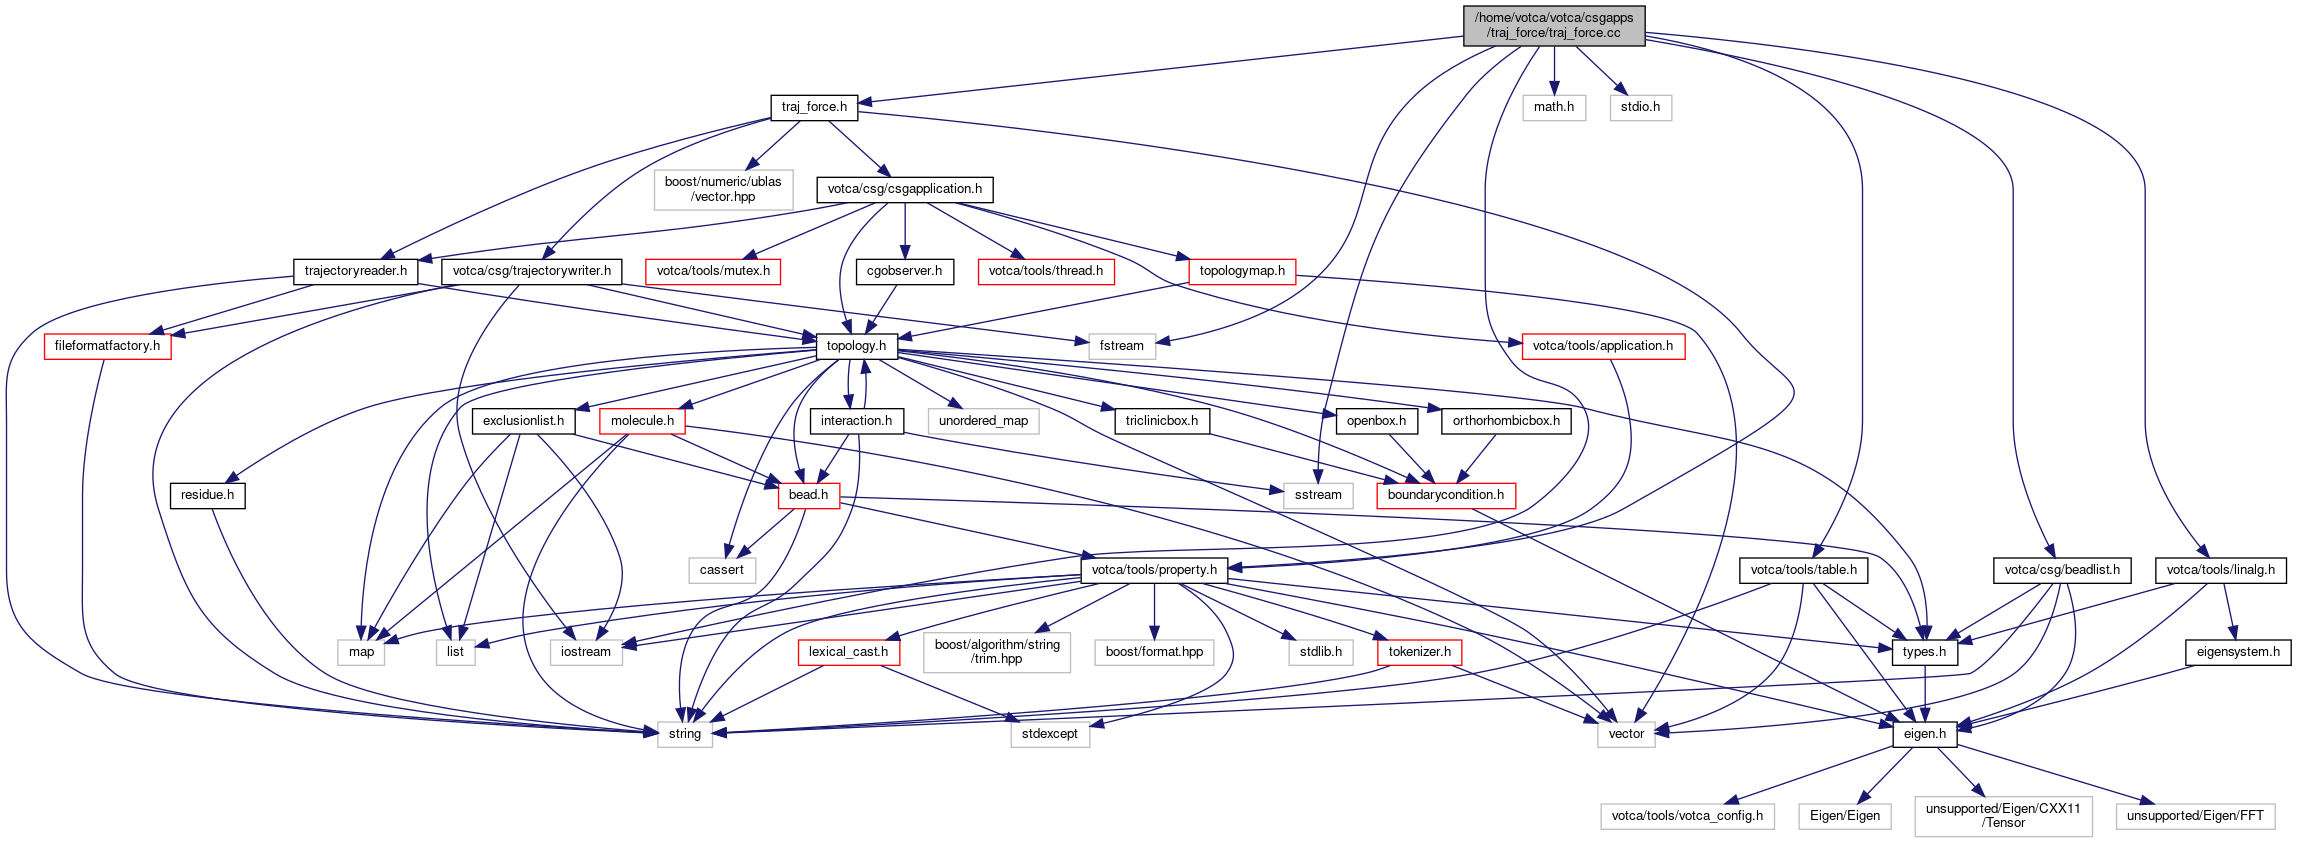 /home/votca/votca/csgapps
/traj_force/traj_force.cc
traj_force.h
math.h
stdio.h
boost/numeric/ublas
/vector.hpp
votca/csg/csgapplication.h
trajectoryreader.h
votca/csg/trajectorywriter.h
votca/tools/mutex.h
cgobserver.h
votca/tools/thread.h
topologymap.h
fileformatfactory.h
topology.h
fstream
votca/tools/application.h
exclusionlist.h
molecule.h
interaction.h
unordered_map
triclinicbox.h
openbox.h
orthorhombicbox.h
residue.h
bead.h
sstream
boundarycondition.h
cassert
votca/tools/property.h
votca/tools/table.h
votca/csg/beadlist.h
votca/tools/linalg.h
map
list
iostream
lexical_cast.h
boost/algorithm/string
/trim.hpp
boost/format.hpp
stdlib.h
tokenizer.h
types.h
eigensystem.h
string
stdexcept
vector
eigen.h
votca/tools/votca_config.h
Eigen/Eigen
unsupported/Eigen/CXX11
/Tensor
unsupported/Eigen/FFT